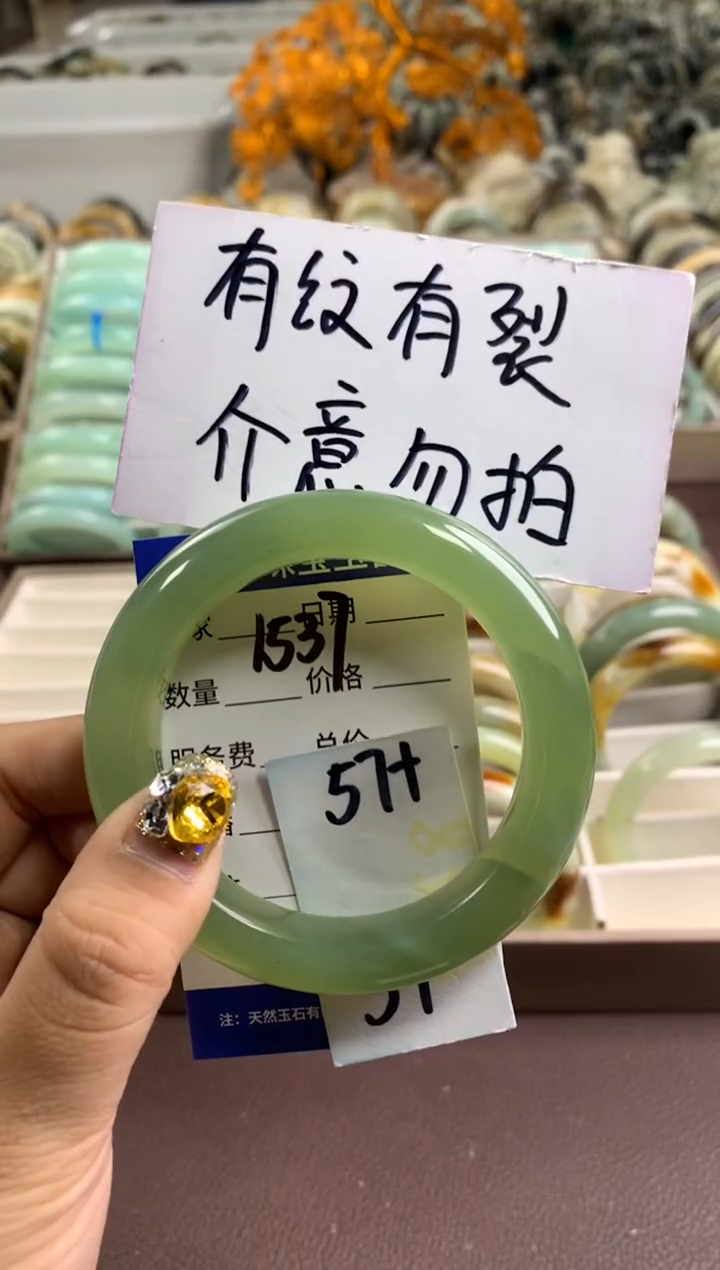 有纹有裂
介意勿拍
1537
日期
数量
价格
服务费
总价
57+
注：天然玉石有